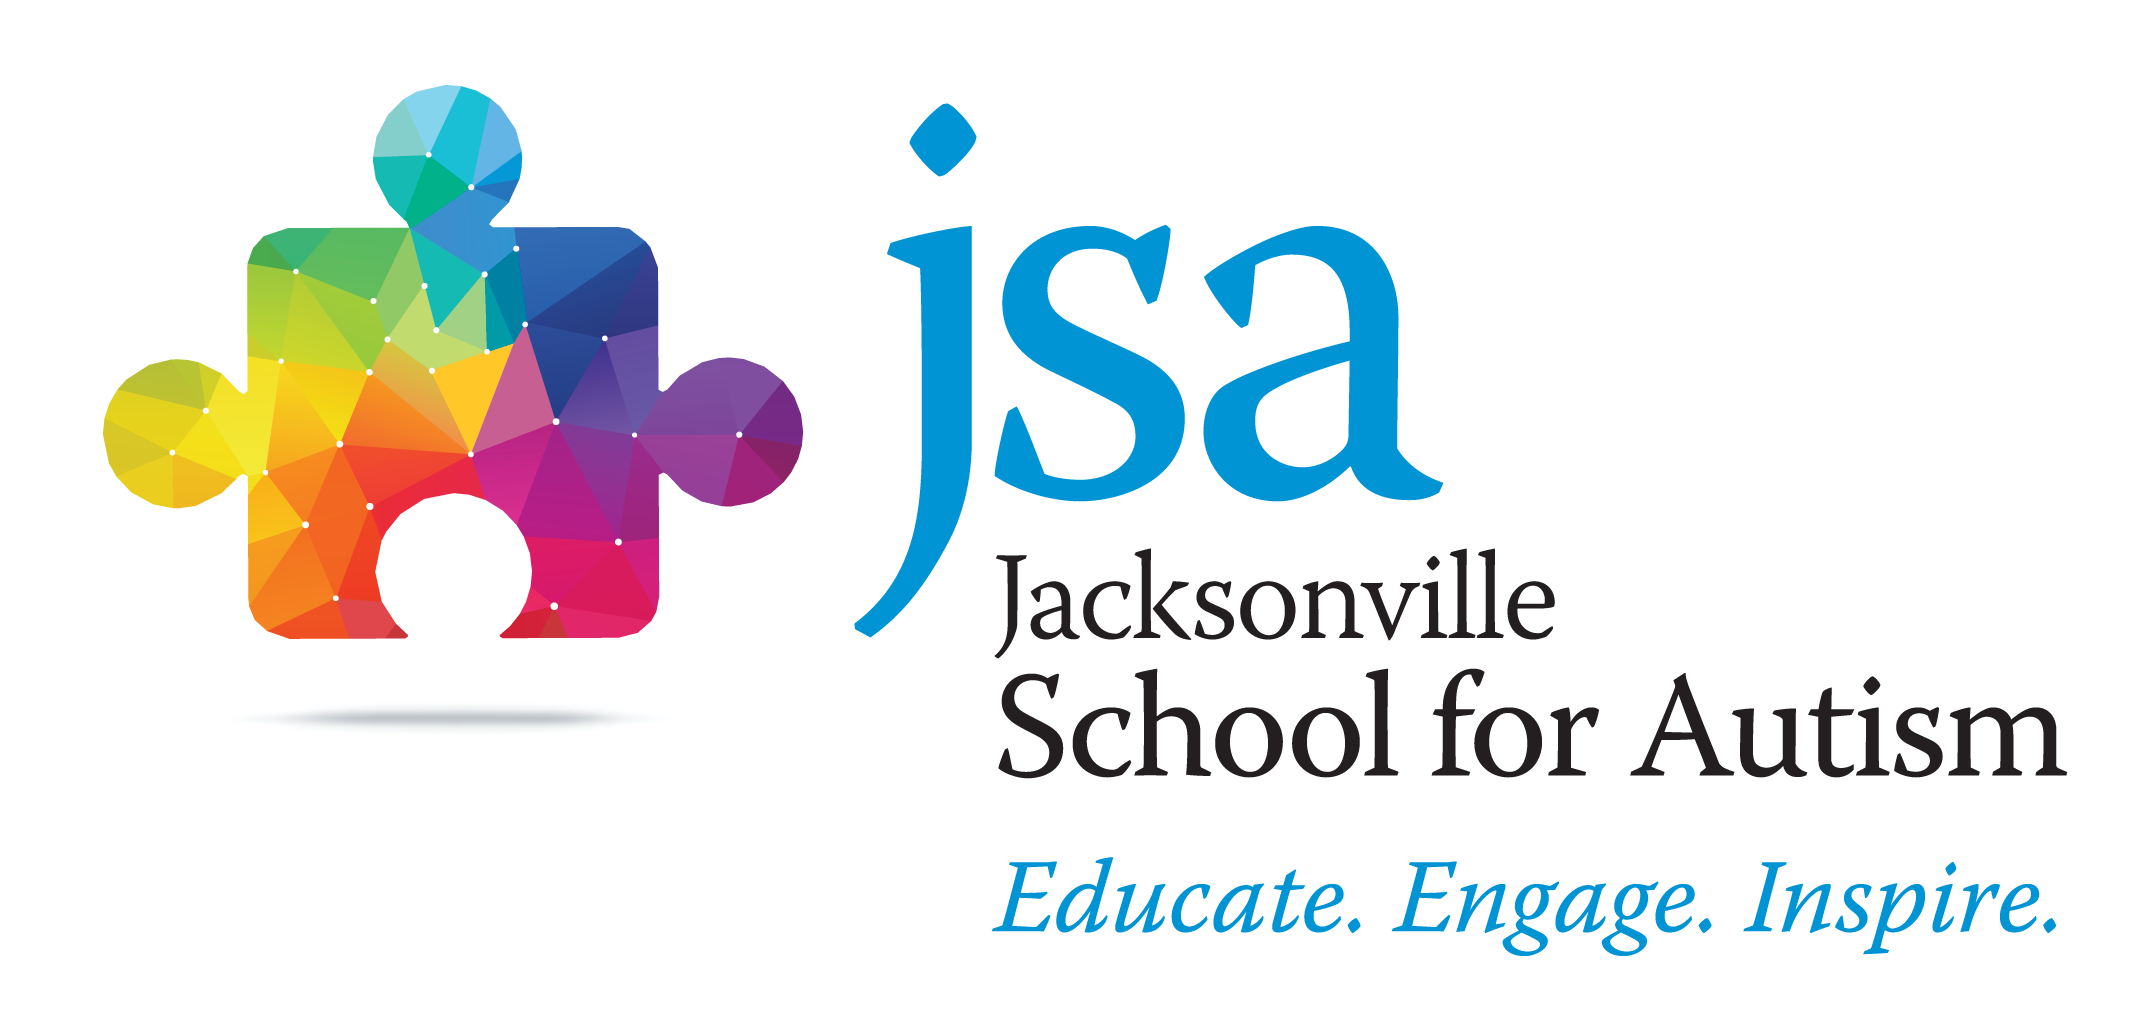 jsa
Jacksonville
School for Autism
Educate. Engage. Inspire.